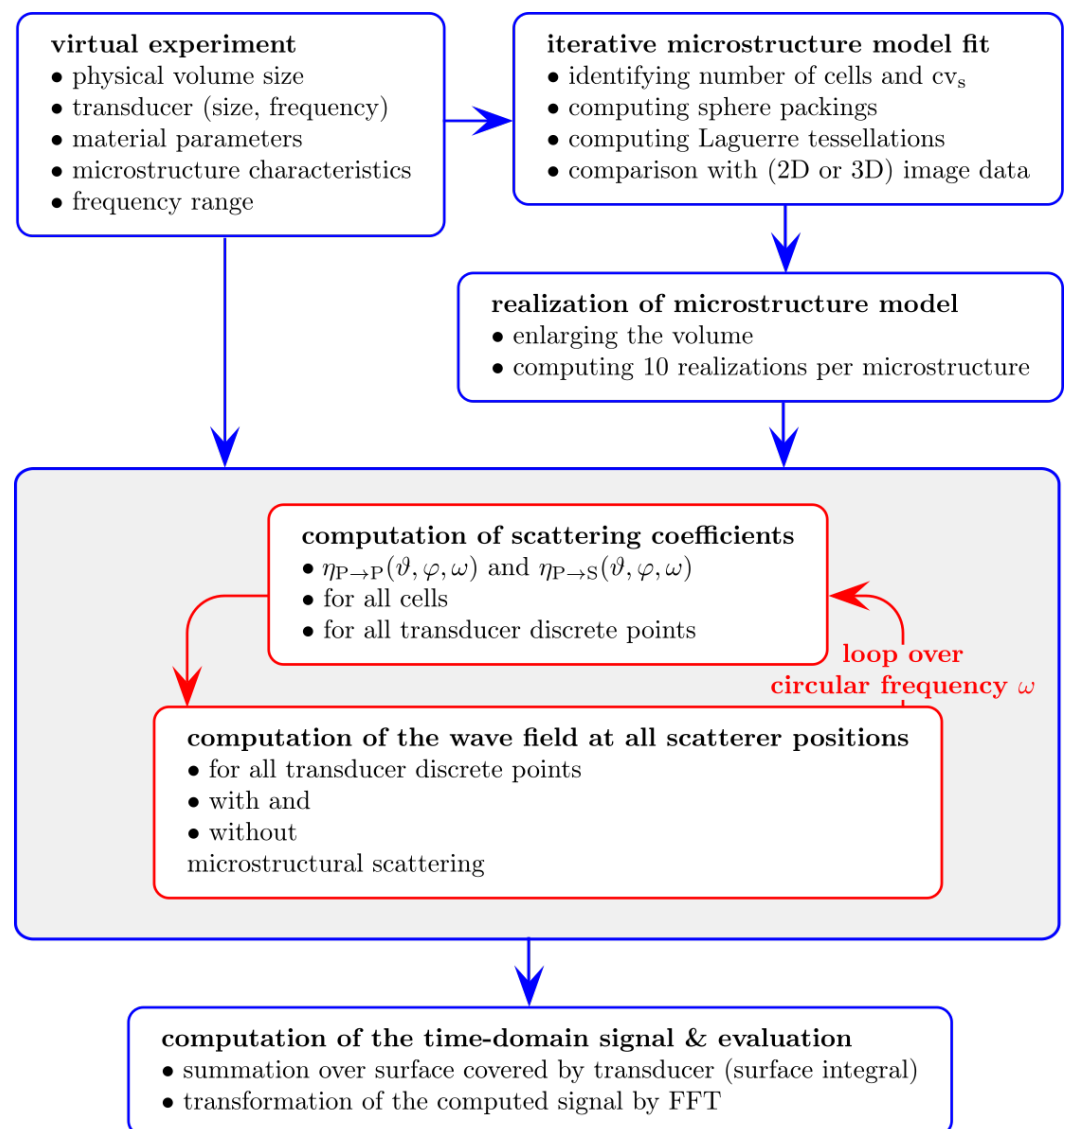 virtual experiment
• physical volume size
• transducer (size, frequency)
• material parameters
• microstructure characteristics
• frequency range
iterative microstructure model fit
• identifying number of cells and cvₛ
• computing sphere packings
• computing Laguerre tessellations
• comparison with (2D or 3D) image data
realization of microstructure model
• enlarging the volume
• computing 10 realizations per microstructure
computation of scattering coefficients
• η_{P→P}(ϑ, φ, ω) and η_{P→S}(ϑ, φ, ω)
• for all cells
• for all transducer discrete points
loop over
circular frequency ω
computation of the wave field at all scatterer positions
• for all transducer discrete points
• with and
• without
microstructural scattering
computation of the time-domain signal & evaluation
• summation over surface covered by transducer (surface integral)
• transformation of the computed signal by FFT